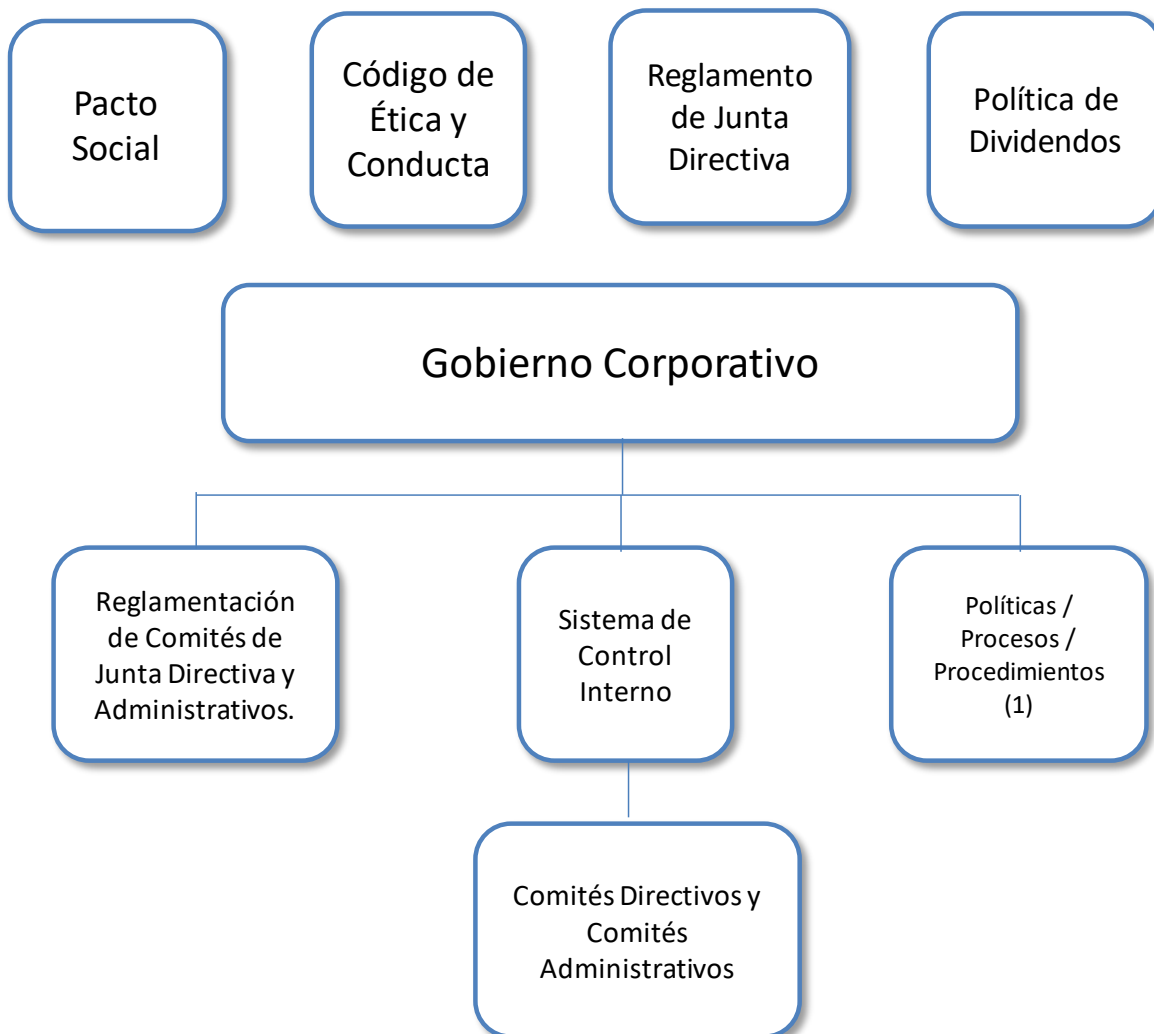 Pacto
Social
Código de
Ética y
Conducta
Reglamento
de Junta
Directiva
Política de
Dividendos
Gobierno Corporativo
Reglamentación
de Comités de
Junta Directiva y
Administrativos.
Sistema de
Control
Interno
Políticas /
Procesos /
Procedimientos
(1)
Comités Directivos y
Comités
Administrativos